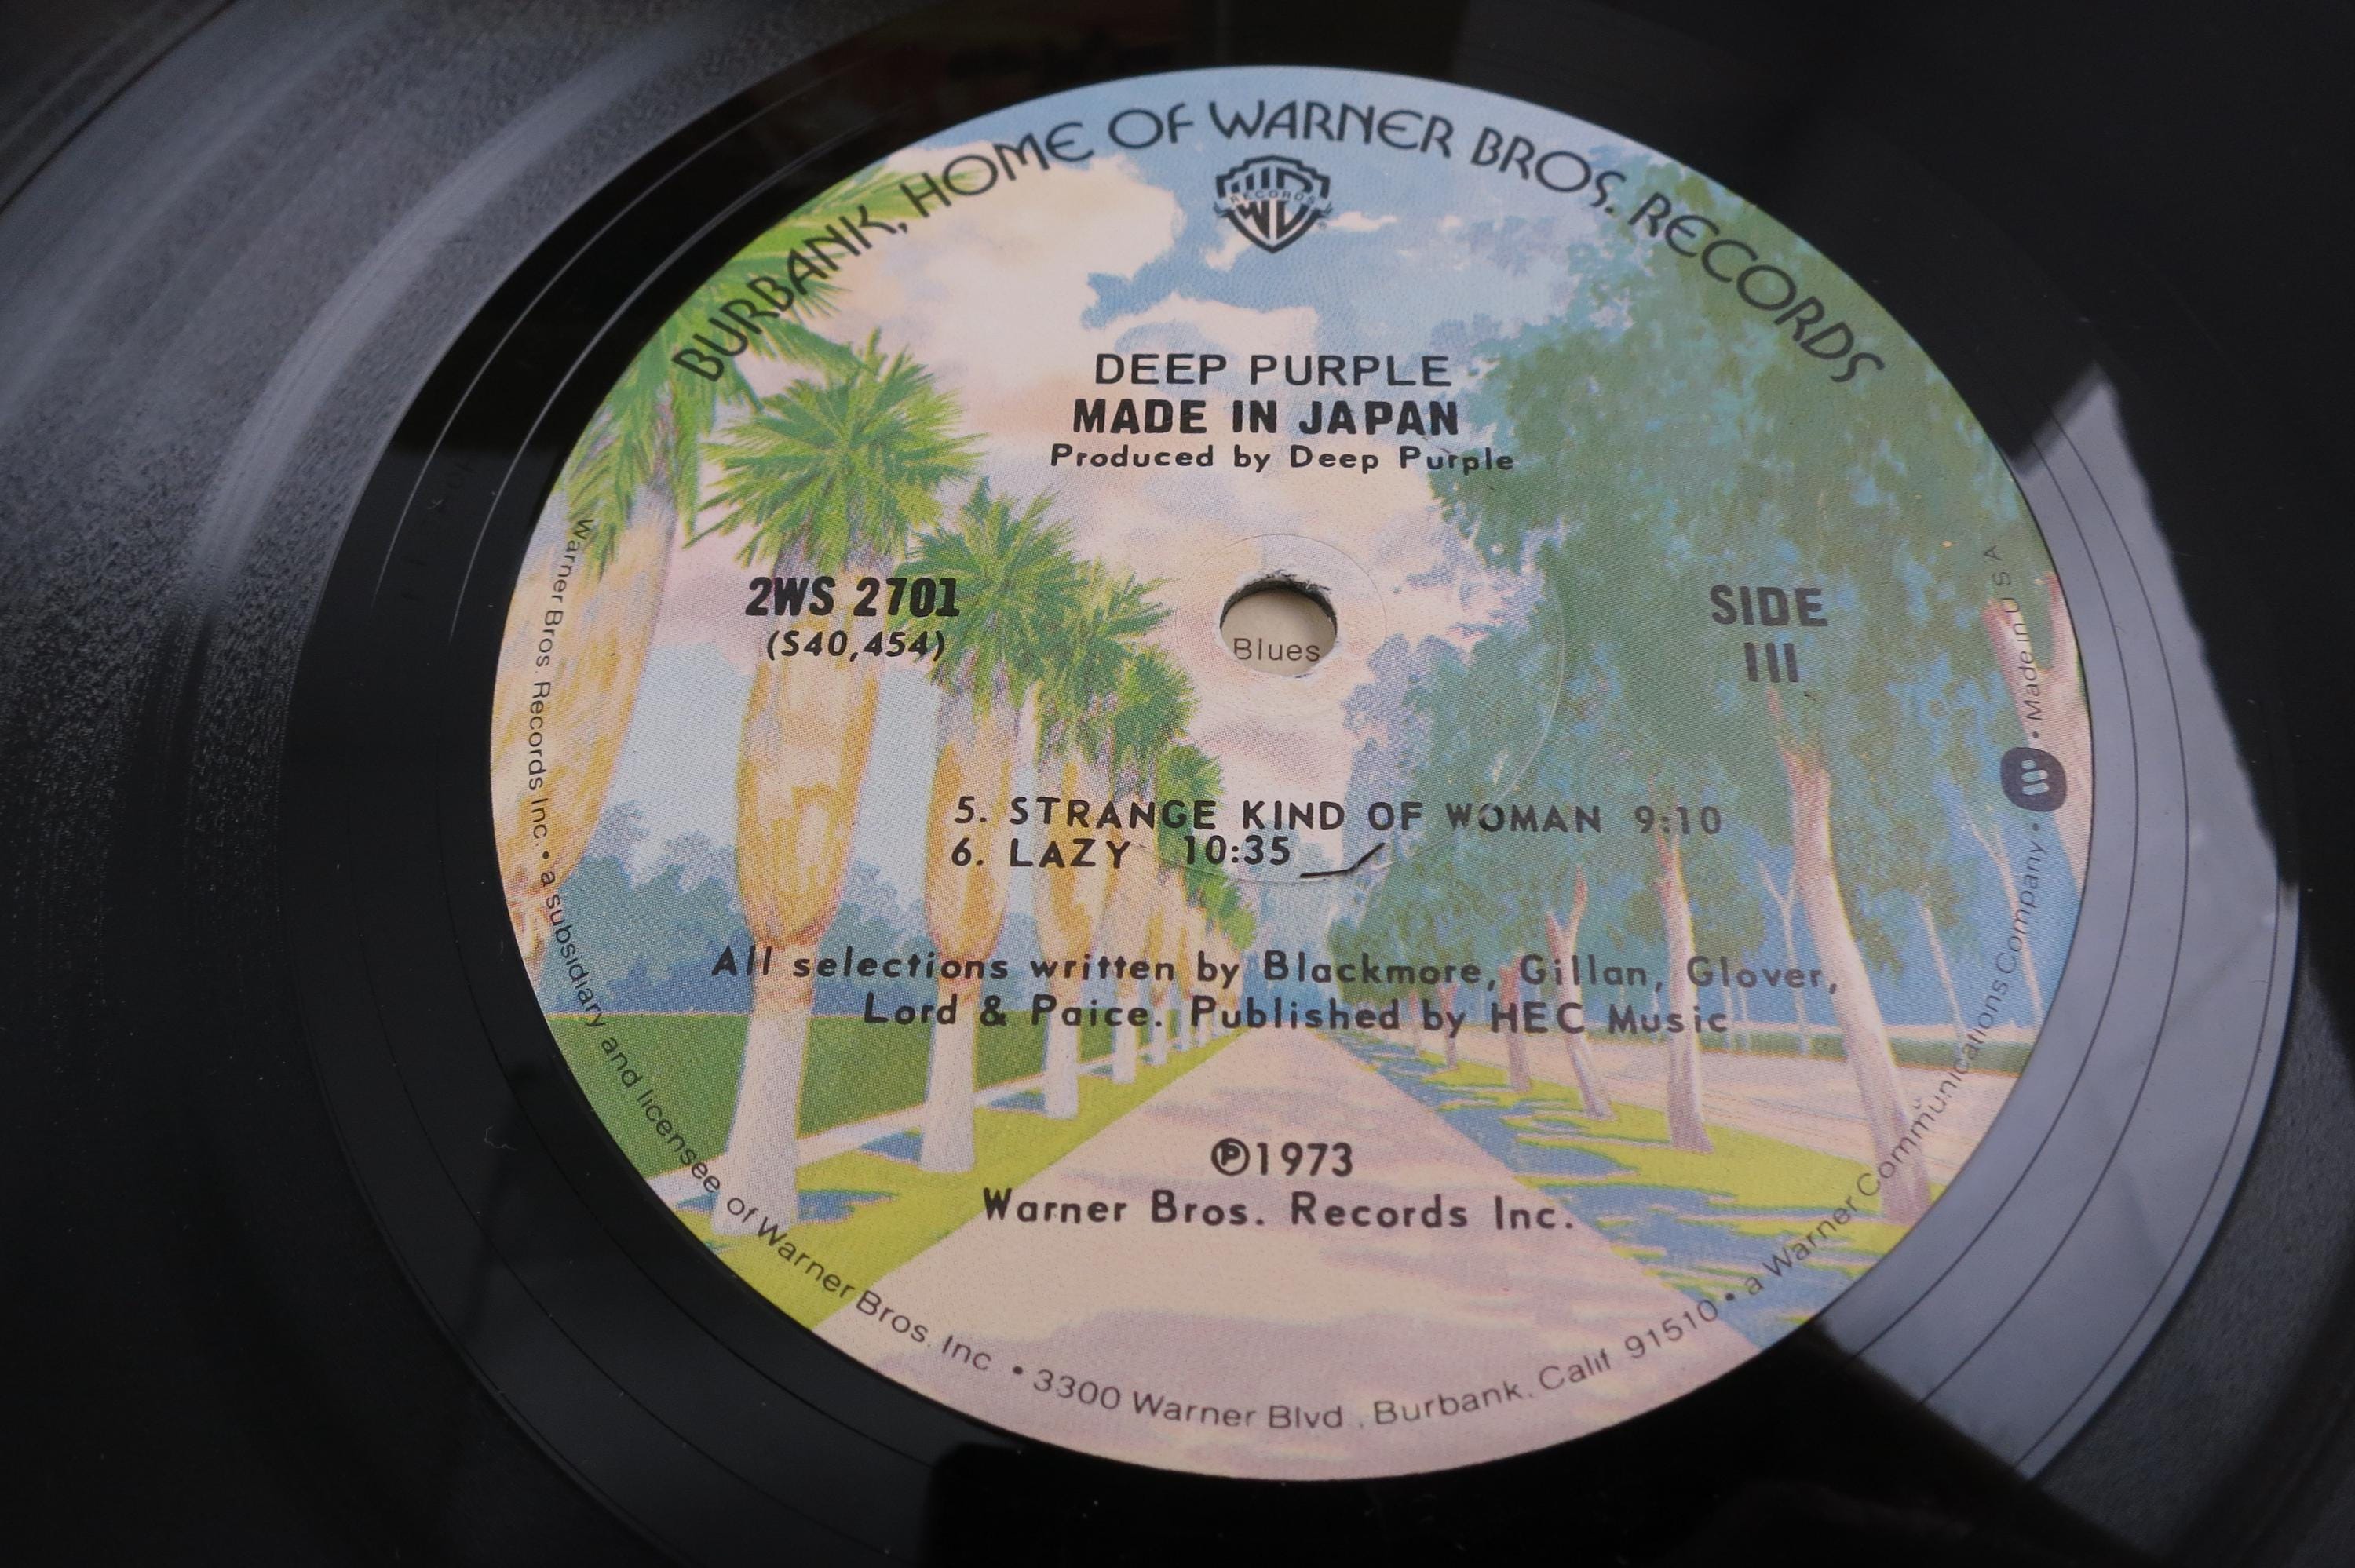 BURBANK, HOME OF WARNER BROS. RECORDS
RECORDS
DEEP PURPLE
MADE IN JAPAN
Produced by Deep Purple
2WS 2701
(S40,454)
Blues
SIDE
III
5. STRANGE KIND OF WOMAN 9:10
6. LAZY 10:35
All selections written by Blackmore, Gillan, Glover,
Lord & Paice. Published by HEC Music
Ⓟ1973
Warner Bros. Records Inc.
Warner Bros. Records Inc. • a subsidiary and licensee of Warner Bros. Inc • 3300 Warner Blvd., Burbank, Calif 91510 • a Warner Communications Company • Made in U S A